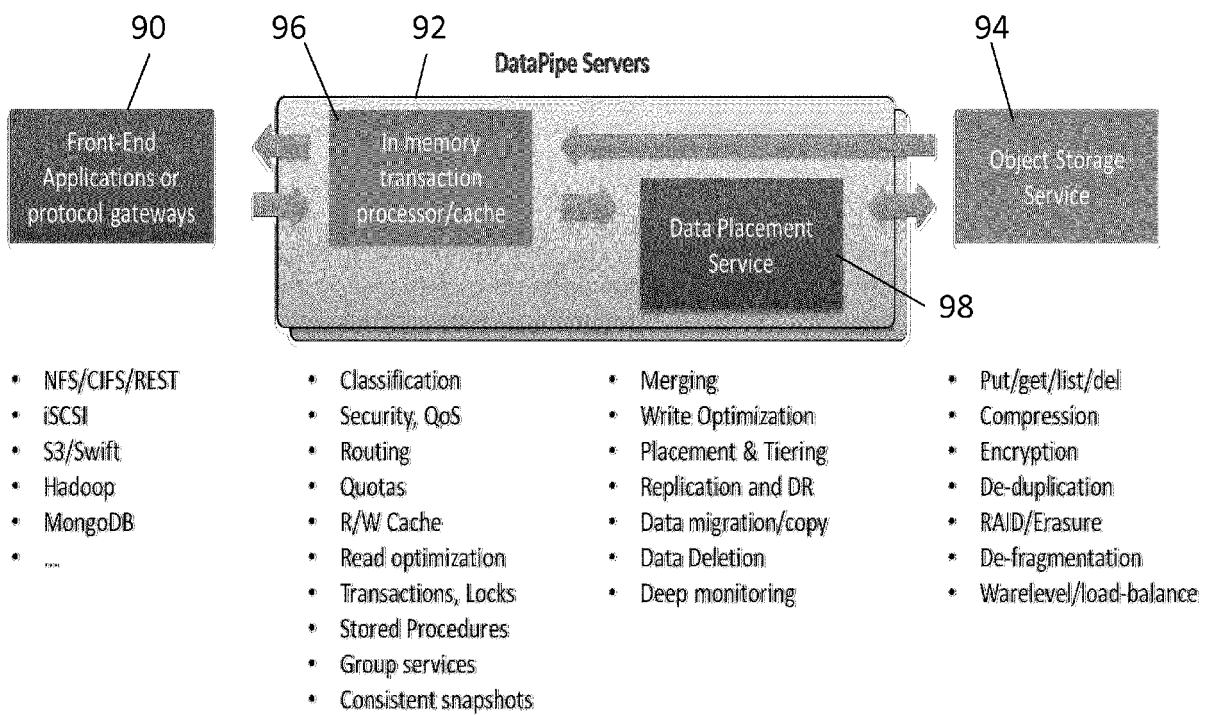 90
96
92
94
DataPipe Servers
Front-End
Applications or
protocol gateways
In memory
transaction
processor/cache
Object Storage
Service
Data Placement
Service
98
• NFS/CIFS/REST
• iSCSI
• S3/Swift
• Hadoop
• MongoDB
• ....
• Classification
• Security, QoS
• Routing
• Quotas
• R/W Cache
• Read optimization
• Transactions, Locks
• Stored Procedures
• Group services
• Consistent snapshots
• Merging
• Write Optimization
• Placement & Tiering
• Replication and DR
• Data migration/copy
• Data Deletion
• Deep monitoring
• Put/get/list/del
• Compression
• Encryption
• De-duplication
• RAID/Erasure
• De-fragmentation
• Warelevel/load-balance